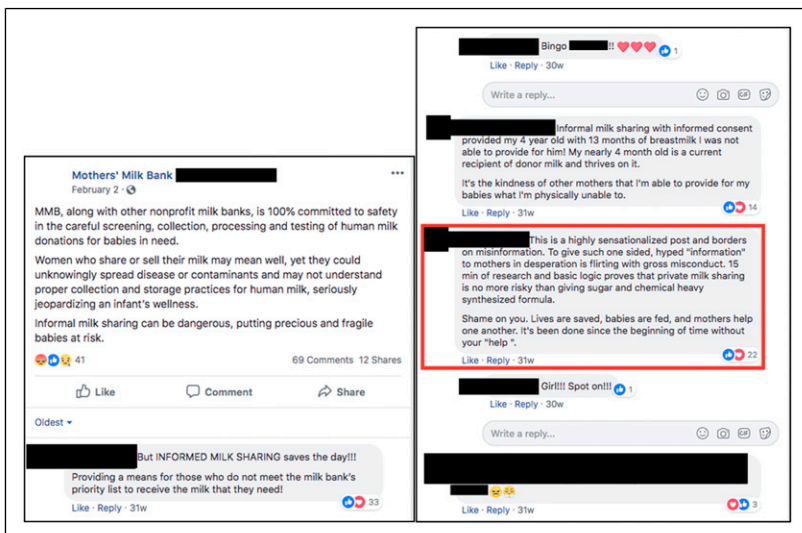 Mothers' Milk Bank
February 2 ·
MMB, along with other nonprofit milk banks, is 100% committed to safety
in the careful screening, collection, processing and testing of human milk
donations for babies in need.
Women who share or sell their milk may mean well, yet they could
unknowingly spread disease or contaminants and may not understand
proper collection and storage practices for human milk, seriously
jeopardizing an infant's wellness.
Informal milk sharing can be dangerous, putting precious and fragile
babies at risk.
41
69 Comments 12 Shares
Like
Comment
Share
Oldest
But INFORMED MILK SHARING saves the day!!!
Providing a means for those who do not meet the milk bank's
priority list to receive the milk that they need!
33
Like · Reply · 31w
Bingo !! ❤❤❤
1
Like · Reply · 30w
Write a reply...
GIF
Informal milk sharing with informed consent
provided my 4 year old with 13 months of breastmilk I was not
able to provide for him! My nearly 4 month old is a current
recipient of donor milk and thrives on it.
It's the kindness of other mothers that I'm able to provide for my
babies what I'm physically unable to.
14
Like · Reply · 31w
This is a highly sensationalized post and borders
on misinformation. To give such one sided, hyped "information"
to mothers in desperation is flirting with gross misconduct. 15
min of research and basic logic proves that private milk sharing
is no more risky than giving sugar and chemical heavy
synthesized formula.
Shame on you. Lives are saved, babies are fed, and mothers help
one another. It's been done since the beginning of time without
your "help ".
22
Like · Reply · 31w
Girl!!! Spot on!!!
1
Like · Reply · 30w
Write a reply...
GIF
3
Like · Reply · 31w